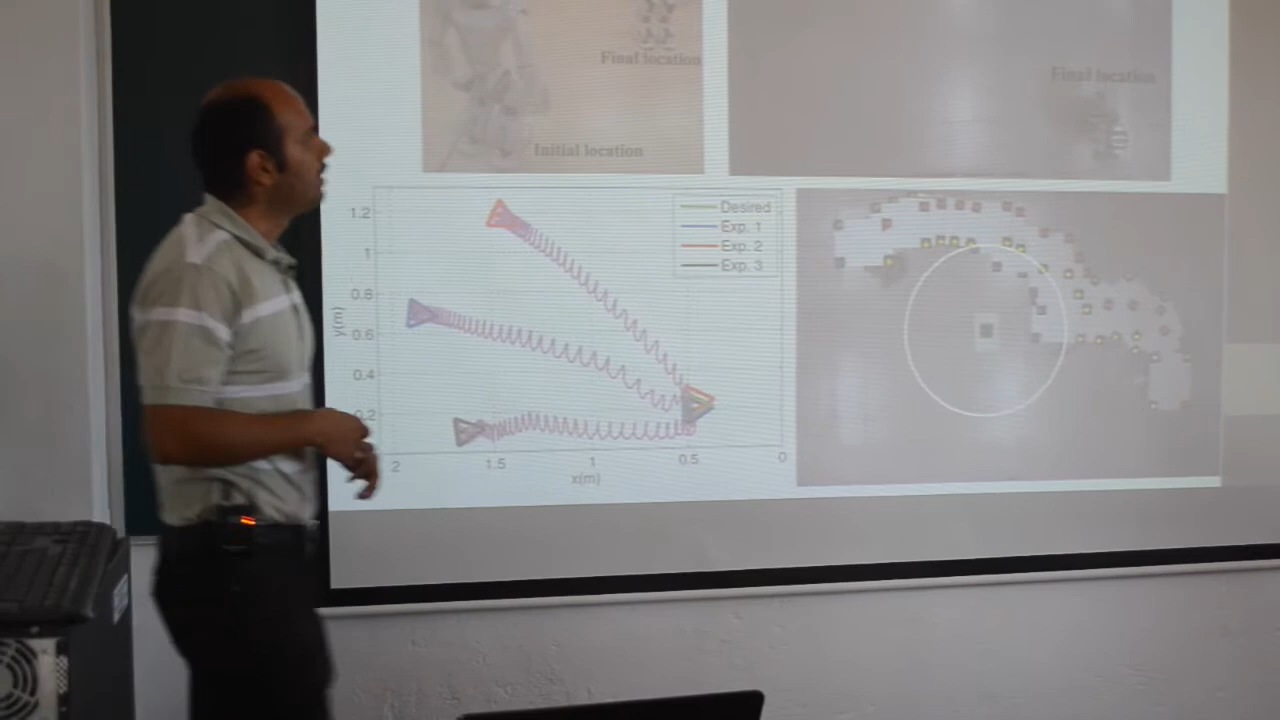 Final location
Initial location
Final location
Desired
Exp. 1
Exp. 2
Exp. 3
1.2
1
0.8
0.6
0.4
0.2
y(m)
2
1.5
1
0.5
0
x(m)